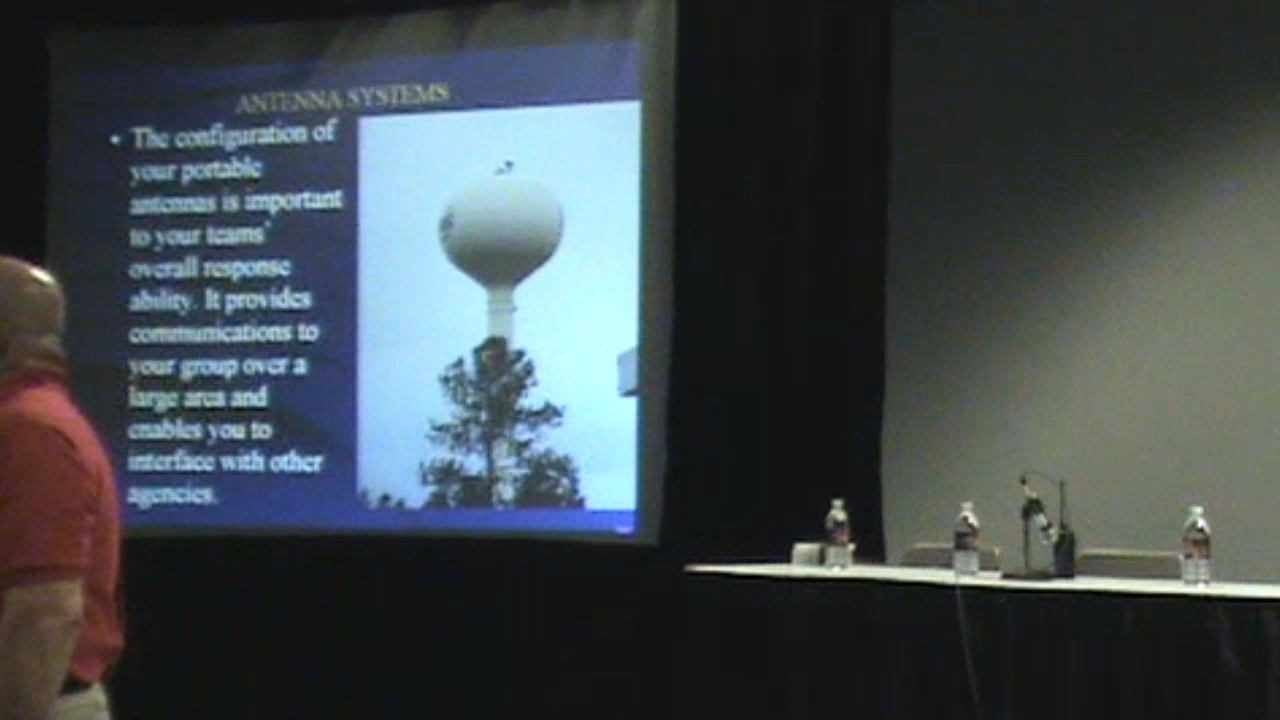 ANTENNA SYSTEMS
• The configuration of
your portable
antennas is important
to your teams'
overall response
ability. It provides
communications to
your group over a
large area and
enables you to
interface with other
agencies.